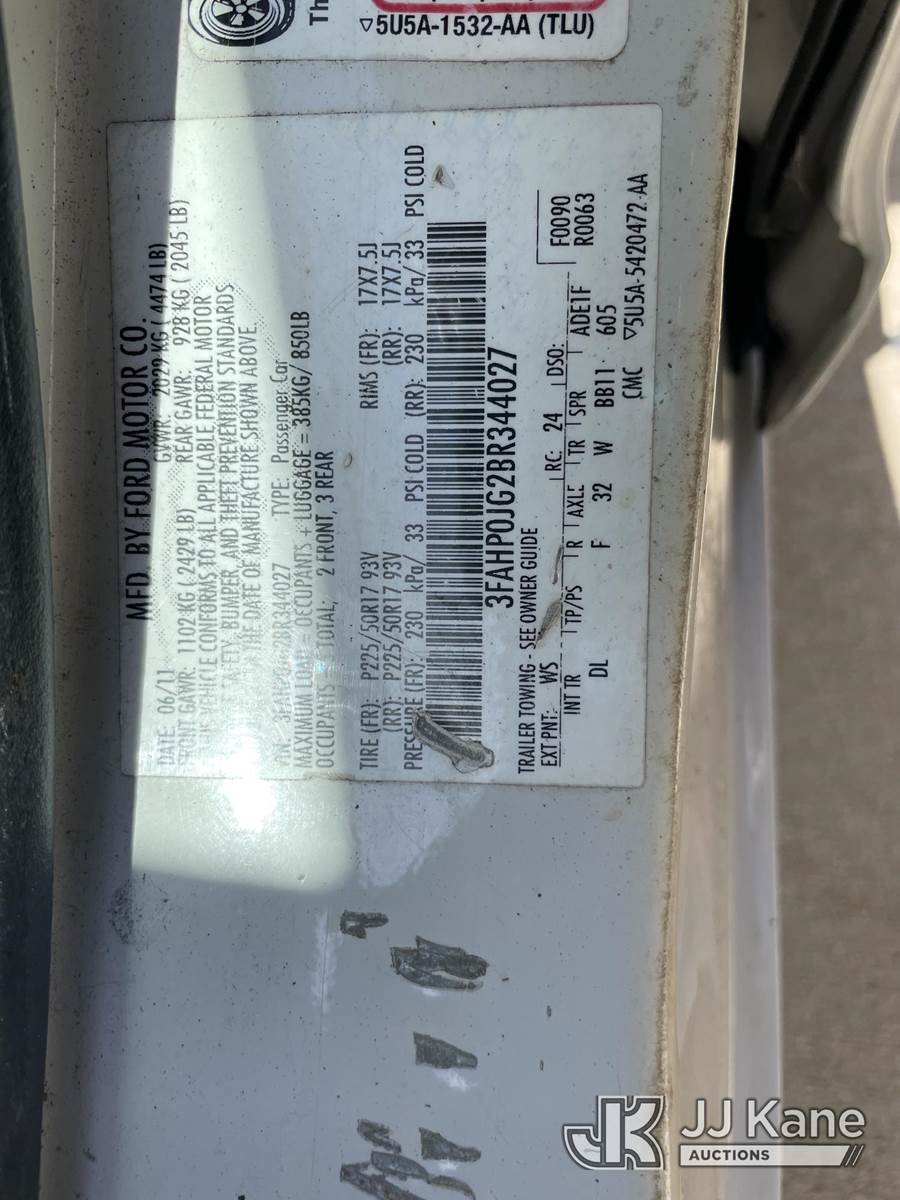 Th
▽5U5A-1532-AA (TLU)
MFD. BY FORD MOTOR CO.
DATE: 06/11 GVWR: 2029 KG ( 4474 LB)
FRONT GAWR: 1102 KG ( 2429 LB) REAR GAWR: 928 KG ( 2045 LB)
THIS VEHICLE CONFORMS TO ALL APPLICABLE FEDERAL MOTOR
SAFETY, BUMPER, AND THEFT PREVENTION STANDARDS
THE DATE OF MANUFACTURE SHOWN ABOVE.
VIN: 3FAHP0JG2BR344027 TYPE: Passenger Car
MAXIMUM LOAD = OCCUPANTS + LUGGAGE = 385KG/ 850LB
OCCUPANTS: TOTAL, 2 FRONT, 3 REAR
TIRE (FR): P225/50R17 93V RIMS (FR): 17X7.5J
(RR): P225/50R17 93V (RR): 17X7.5J
PRESSURE (FR): 230 kPa/ 33 PSI COLD (RR): 230 kPa/ 33 PSI COLD
3FAHP0JG2BR344027
TRAILER TOWING - SEE OWNER GUIDE F0090
EXT PNT: WS RC: 24 DSO: R0063
INT TR TP/PS R AXLE TR SPR ADE1F
DL F 32 W BB11 605
CMC ▽5U5A-5420472-AA
JJ Kane
AUCTIONS